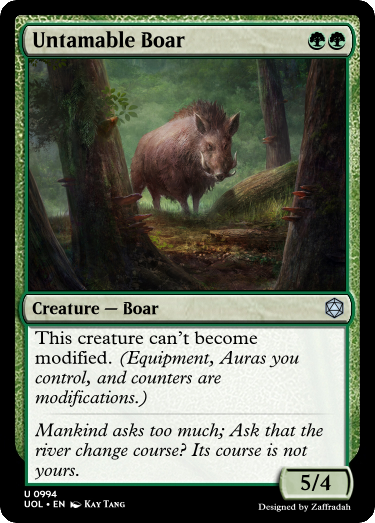 Untamable Boar
Creature — Boar
This creature can't become
modified. (Equipment, Auras you
control, and counters are
modifications.)
Mankind asks too much; Ask that the
river change course? Its course is not
yours.
5/4
U 0994
UOL • EN Kay Tang
Designed by Zaffradah